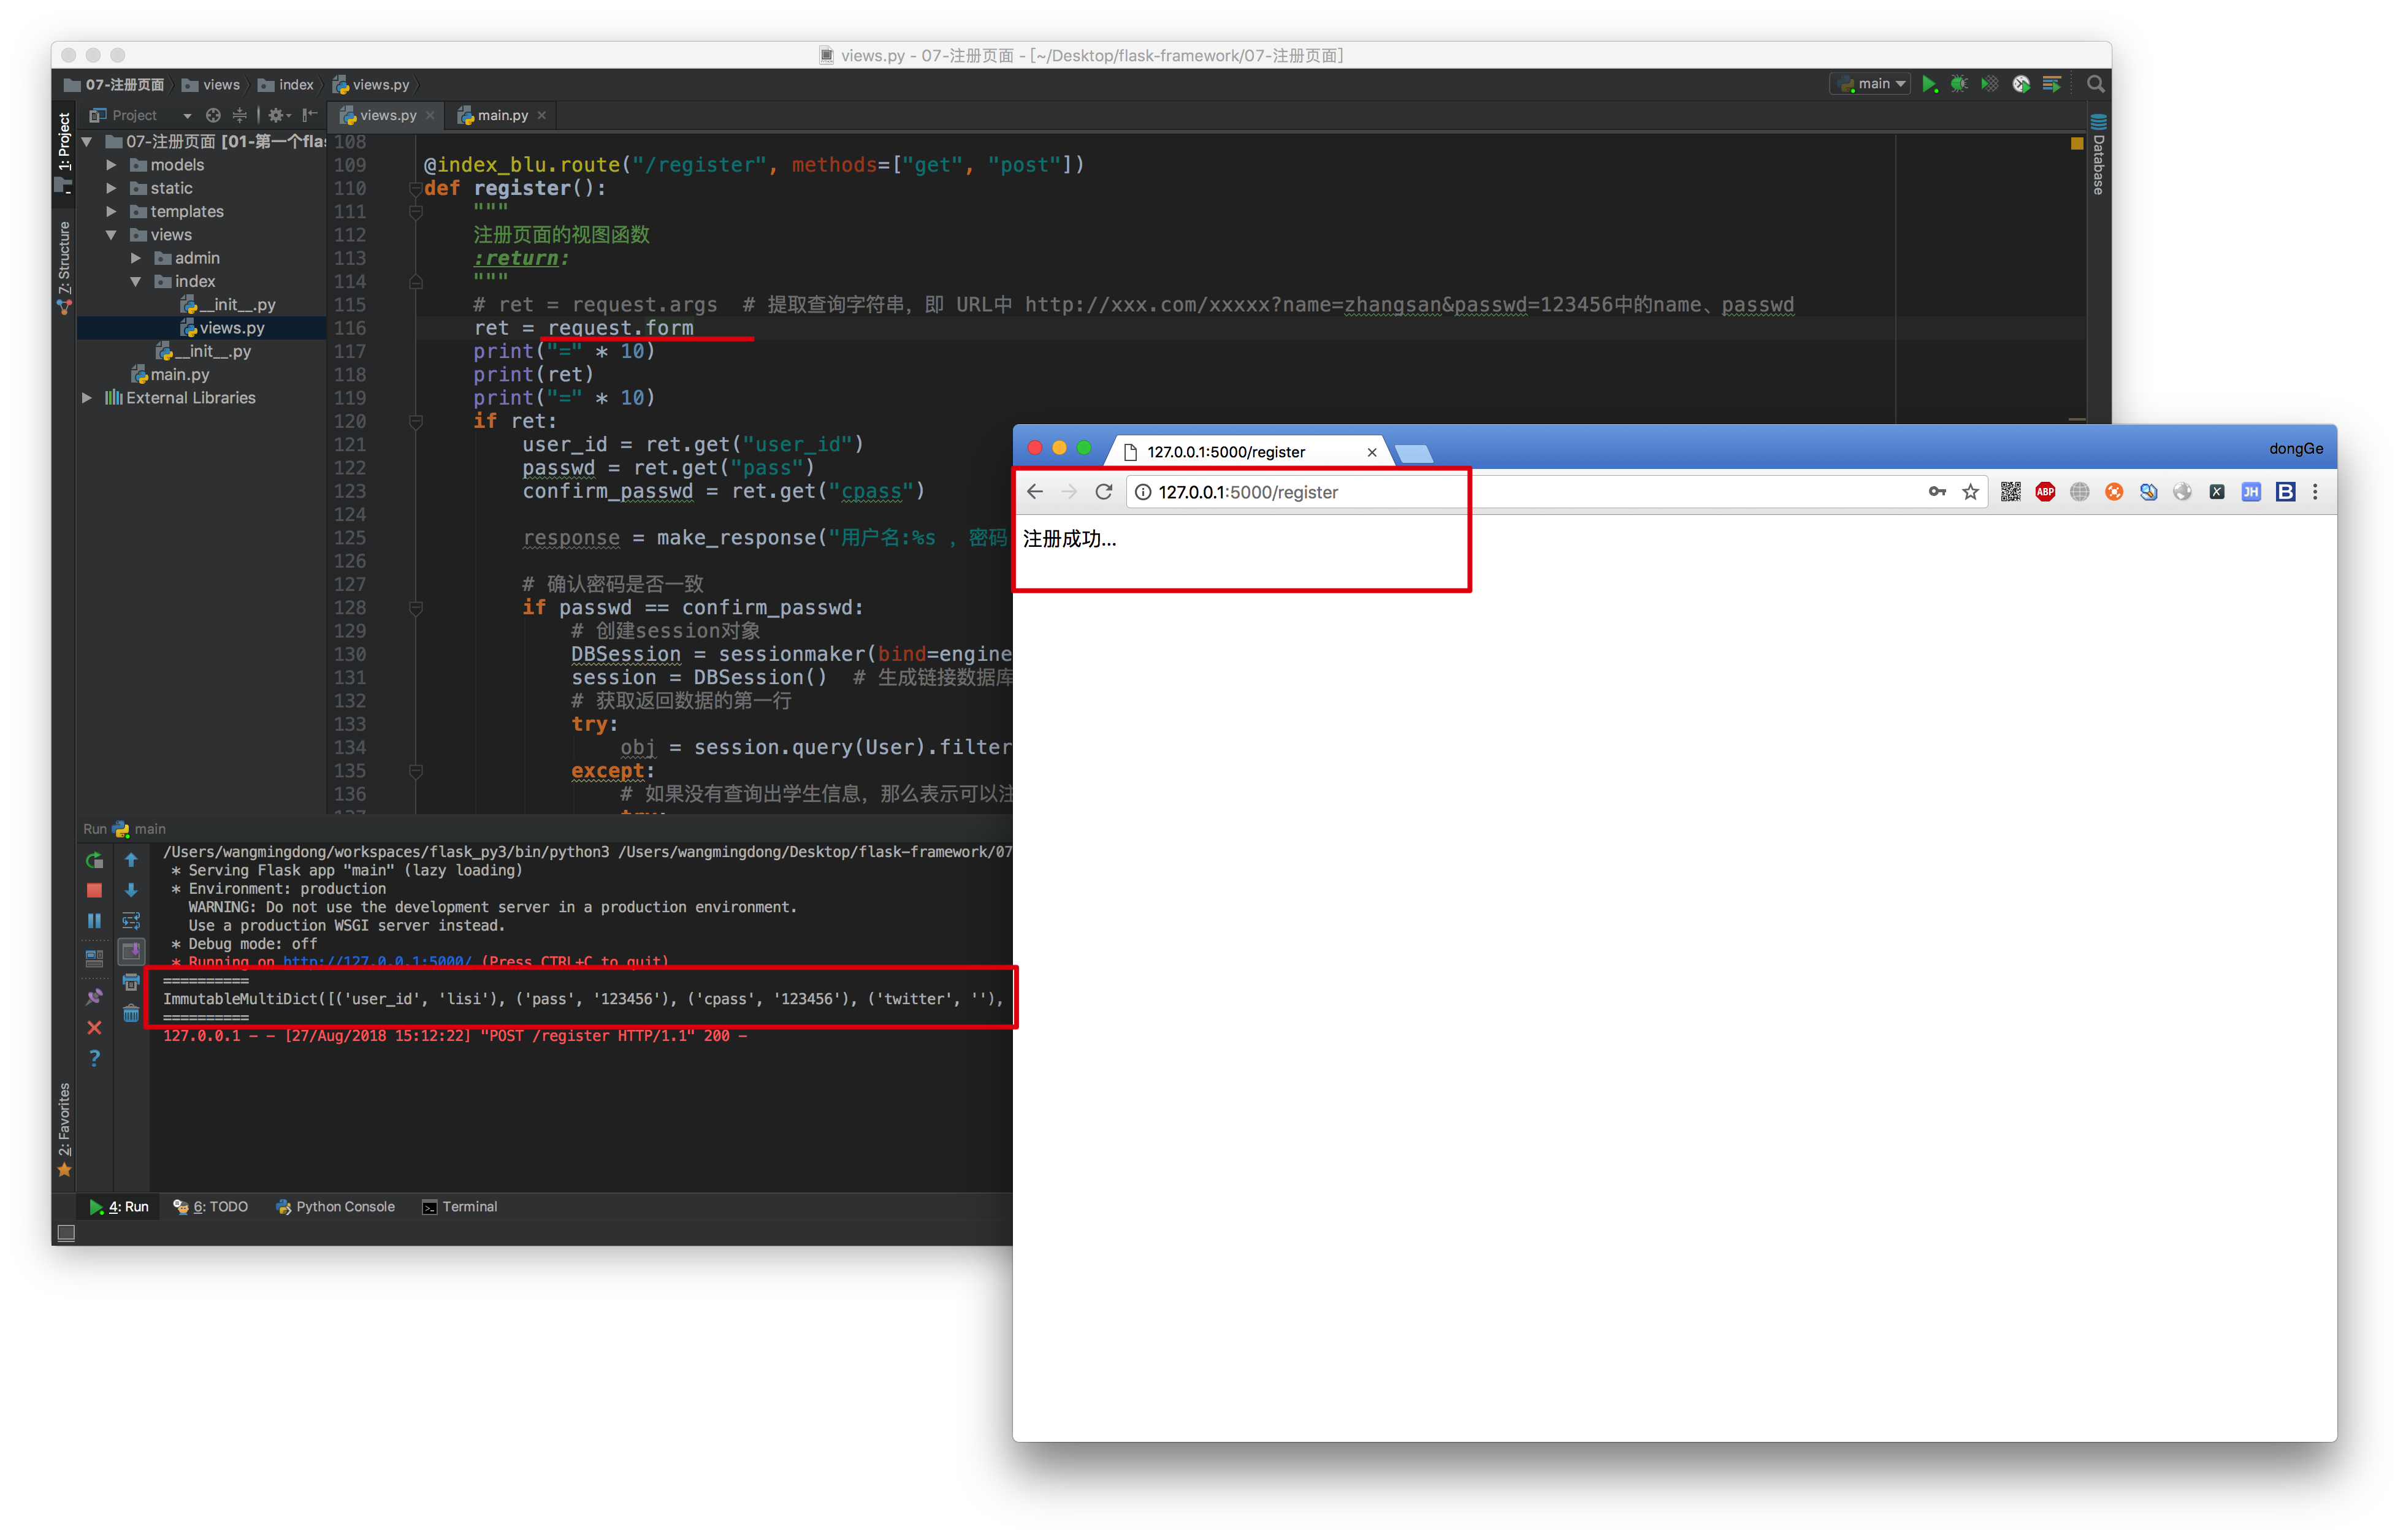 views.py - 07-注册页面 - [~/Desktop/flask-framework/07-注册页面]
07-注册页面 views index views.py
main
Project
views.py
main.py
1: Project
7: Structure
2: Favorites
Database
07-注册页面 [01-第一个flas
models
static
templates
views
admin
index
__init__.py
views.py
__init__.py
main.py
External Libraries
108
109 @index_blu.route("/register", methods=["get", "post"])
110 def register():
111 """
112 注册页面的视图函数
113 :return:
114 """
115 # ret = request.args # 提取查询字符串，即 URL中 http://xxx.com/xxxxx?name=zhangsan&passwd=123456中的name、passwd
116 ret = request.form
117 print("=" * 10)
118 print(ret)
119 print("=" * 10)
120 if ret:
121 user_id = ret.get("user_id")
122 passwd = ret.get("pass")
123 confirm_passwd = ret.get("cpass")
124
125 response = make_response("用户名:%s ，密码
126
127 # 确认密码是否一致
128 if passwd == confirm_passwd:
129 # 创建session对象
130 DBSession = sessionmaker(bind=engine
131 session = DBSession() # 生成链接数据库
132 # 获取返回数据的第一行
133 try:
134 obj = session.query(User).filter
135 except:
136 # 如果没有查询出学生信息，那么表示可以注
Run main
/Users/wangmingdong/workspaces/flask_py3/bin/python3 /Users/wangmingdong/Desktop/flask-framework/07
* Serving Flask app "main" (lazy loading)
* Environment: production
WARNING: Do not use the development server in a production environment.
Use a production WSGI server instead.
* Debug mode: off
* Running on http://127.0.0.1:5000/ (Press CTRL+C to quit)
==========
ImmutableMultiDict([('user_id', 'lisi'), ('pass', '123456'), ('cpass', '123456'), ('twitter', ''),
==========
127.0.0.1 - - [27/Aug/2018 15:12:22] "POST /register HTTP/1.1" 200 -
4: Run 6: TODO Python Console Terminal
127.0.0.1:5000/register
dongGe
127.0.0.1:5000/register
ABP
X
JH
B
注册成功...